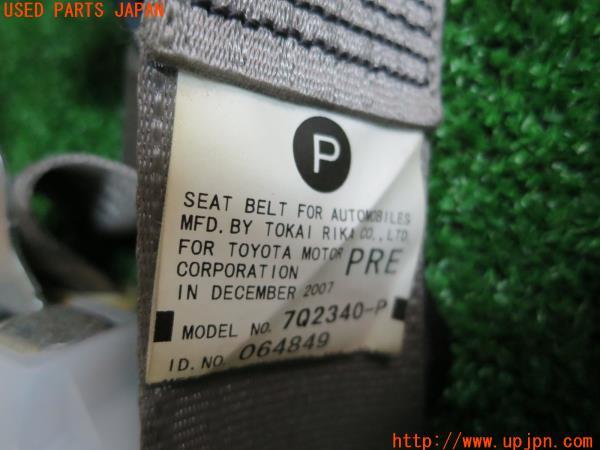 USED PARTS JAPAN
P
SEAT BELT FOR AUTOMOBILES
MFD. BY TOKAI RIKA CO., LTD.
FOR TOYOTA MOTOR PRE
CORPORATION
IN DECEMBER 2007
MODEL NO. 7Q2340-P
ID. NO. 064849
http://www.upjpn.com/